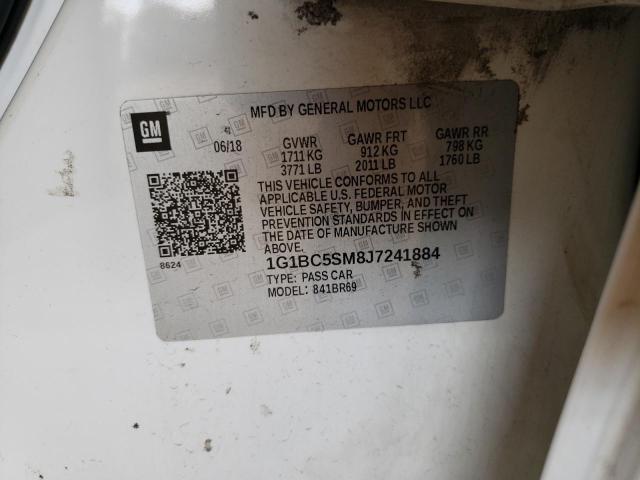 MFD BY GENERAL MOTORS LLC
GM
06/18 GVWR GAWR FRT GAWR RR
1711 KG 912 KG 798 KG
3771 LB 2011 LB 1760 LB
THIS VEHICLE CONFORMS TO ALL
APPLICABLE U.S. FEDERAL MOTOR
VEHICLE SAFETY, BUMPER, AND THEFT
PREVENTION STANDARDS IN EFFECT ON
THE DATE OF MANUFACTURE SHOWN
ABOVE.
8624
1G1BC5SM8J7241884
TYPE: PASS CAR
MODEL: 841BR69